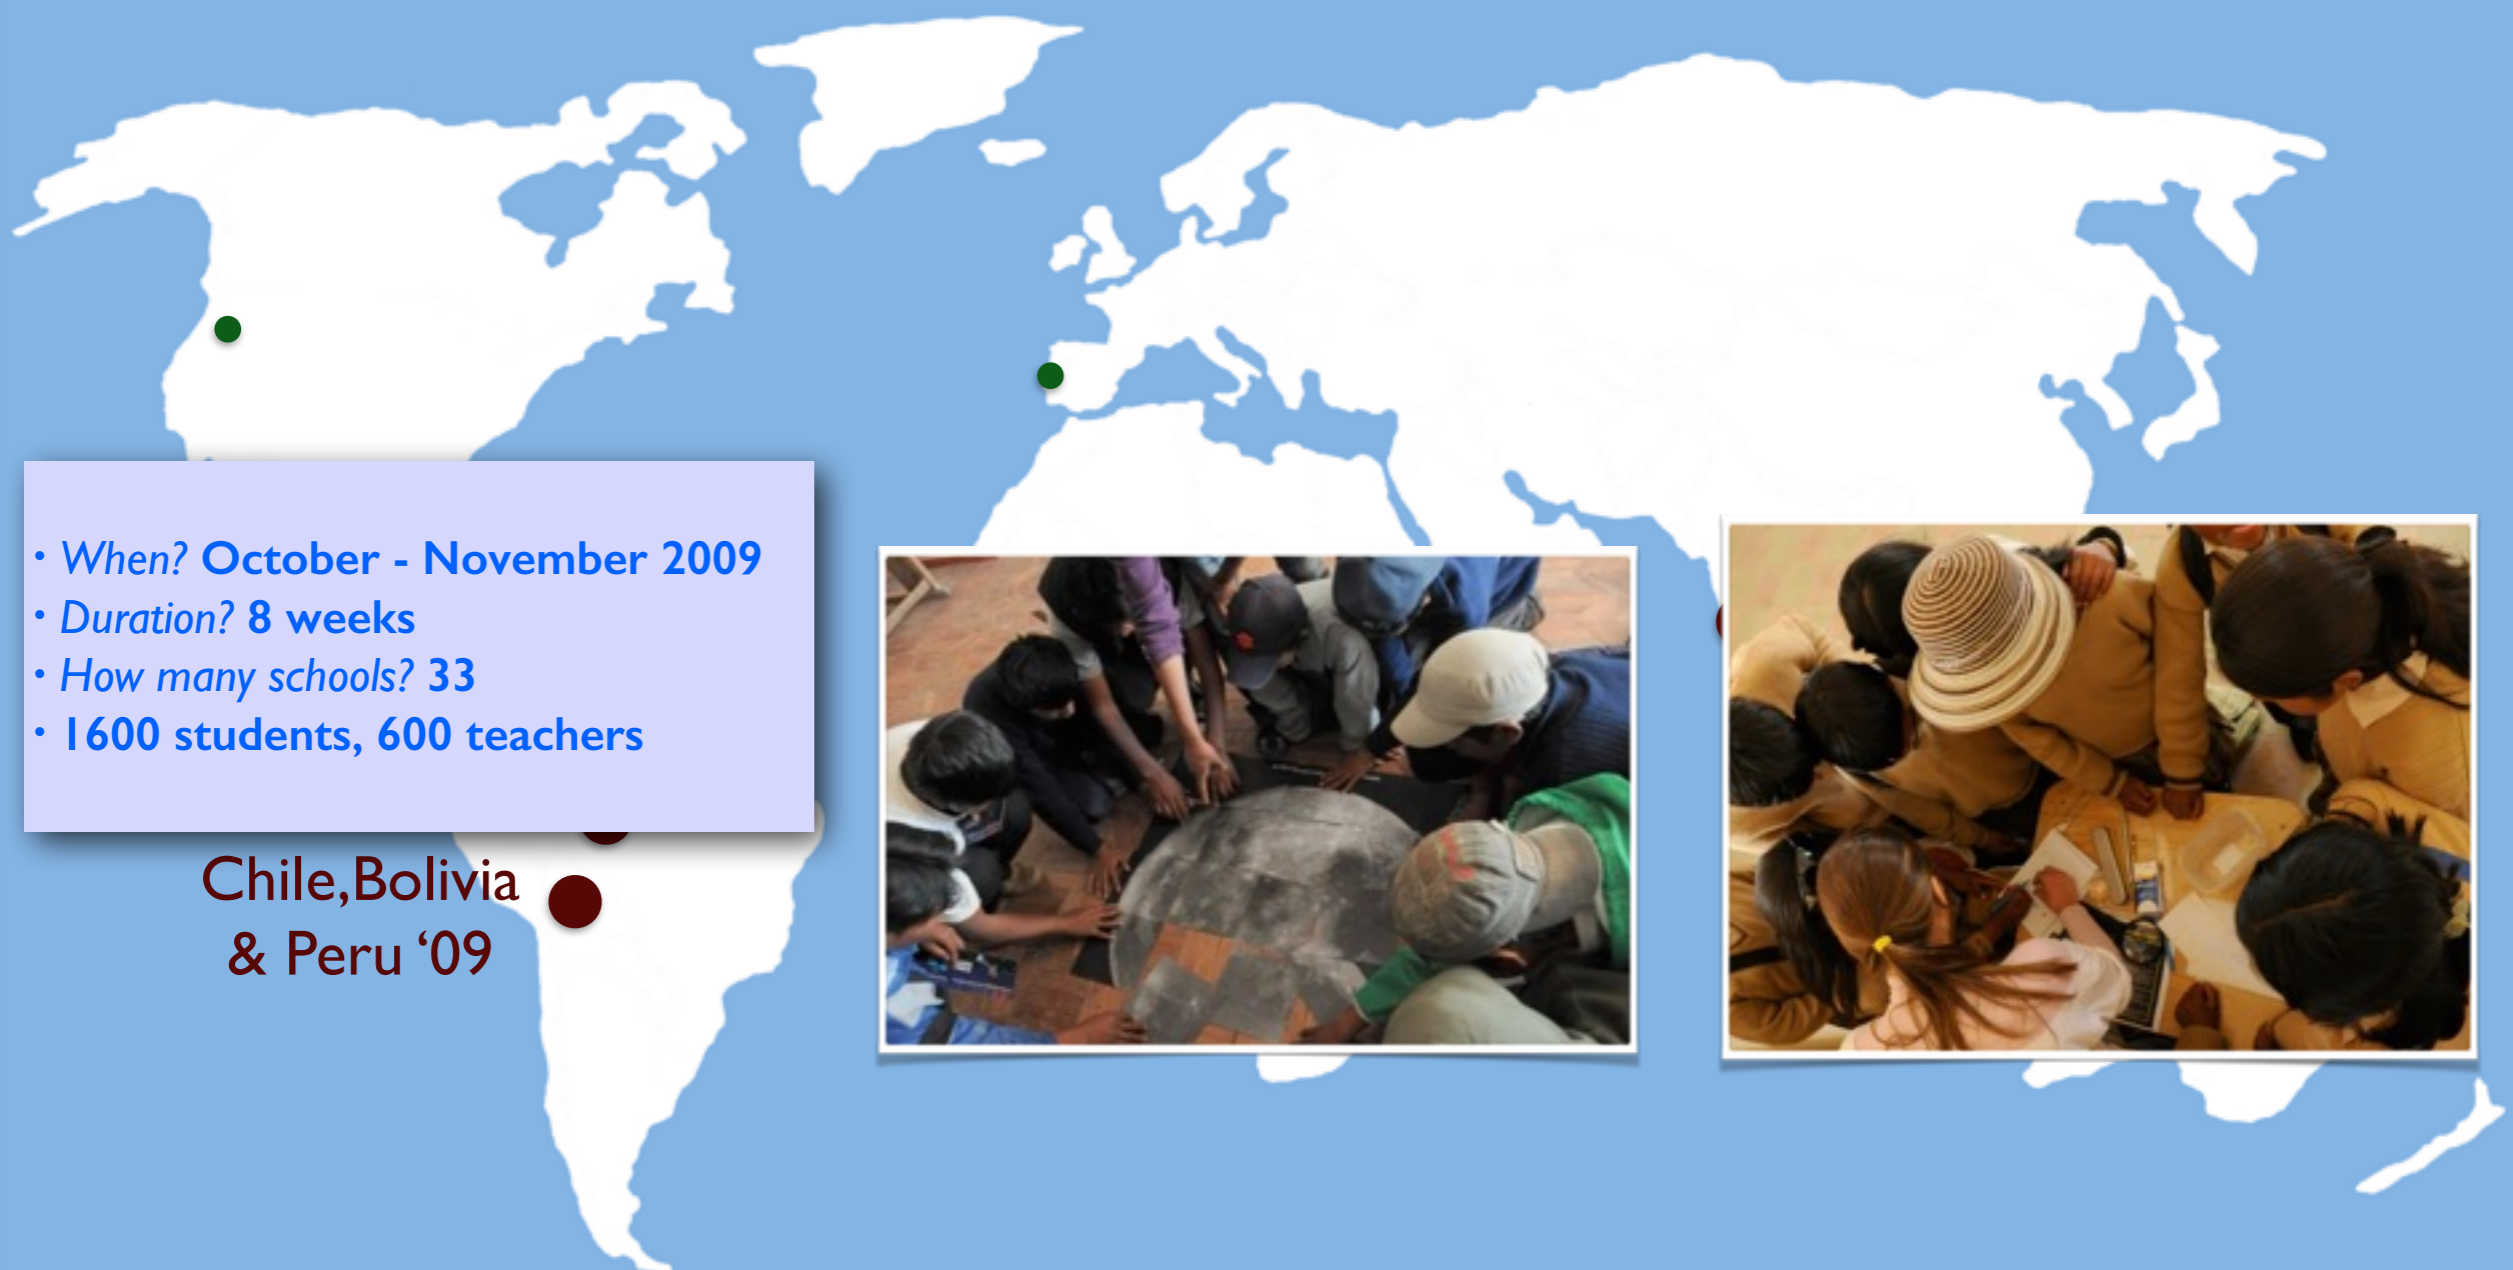 • When? October - November 2009
• Duration? 8 weeks
• How many schools? 33
• 1600 students, 600 teachers
Chile,Bolivia
& Peru ‘09